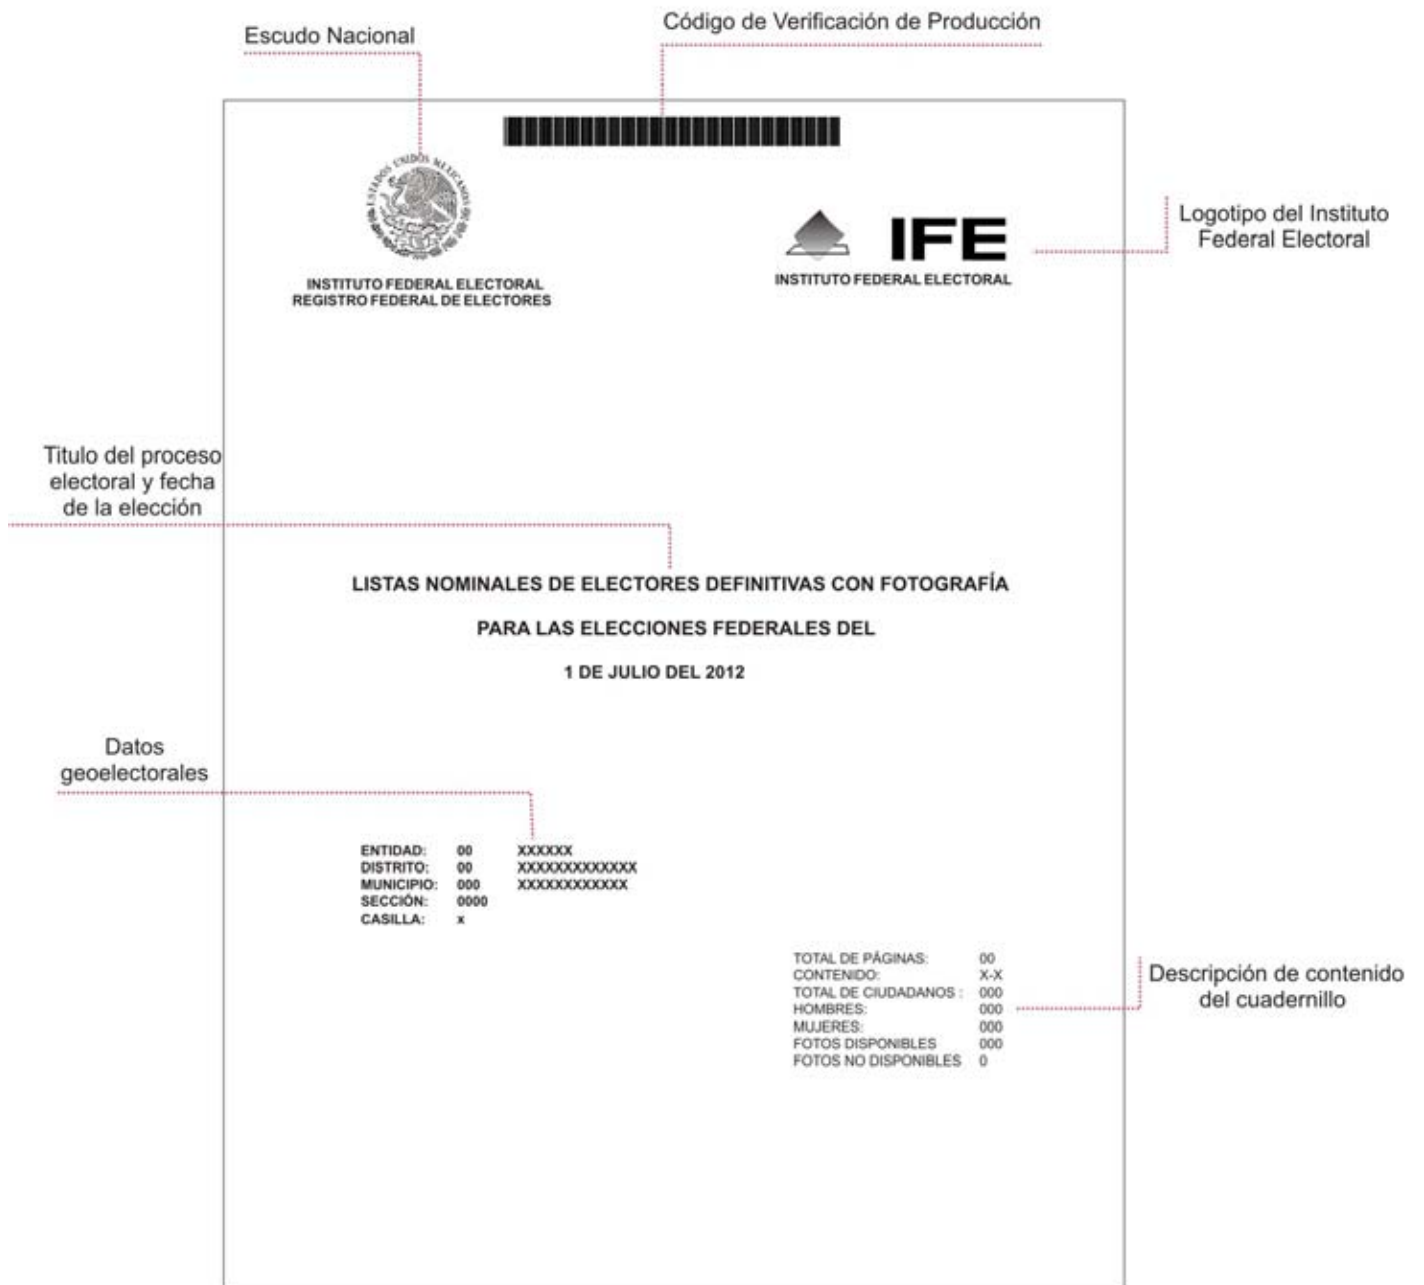 Escudo Nacional
Código de Verificación de Producción
ESTADOS UNIDOS MEXICANOS
INSTITUTO FEDERAL ELECTORAL
REGISTRO FEDERAL DE ELECTORES
IFE
INSTITUTO FEDERAL ELECTORAL
Logotipo del Instituto
Federal Electoral
Titulo del proceso
electoral y fecha
de la elección
LISTAS NOMINALES DE ELECTORES DEFINITIVAS CON FOTOGRAFÍA
PARA LAS ELECCIONES FEDERALES DEL
1 DE JULIO DEL 2012
Datos
geoelectorales
ENTIDAD: 00 XXXXXX
DISTRITO: 00 XXXXXXXXXXXXX
MUNICIPIO: 000 XXXXXXXXXXXX
SECCIÓN: 0000
CASILLA: x
TOTAL DE PÁGINAS: 00
CONTENIDO: X-X
TOTAL DE CIUDADANOS : 000
HOMBRES: 000
MUJERES: 000
FOTOS DISPONIBLES 000
FOTOS NO DISPONIBLES 0
Descripción de contenido
del cuadernillo